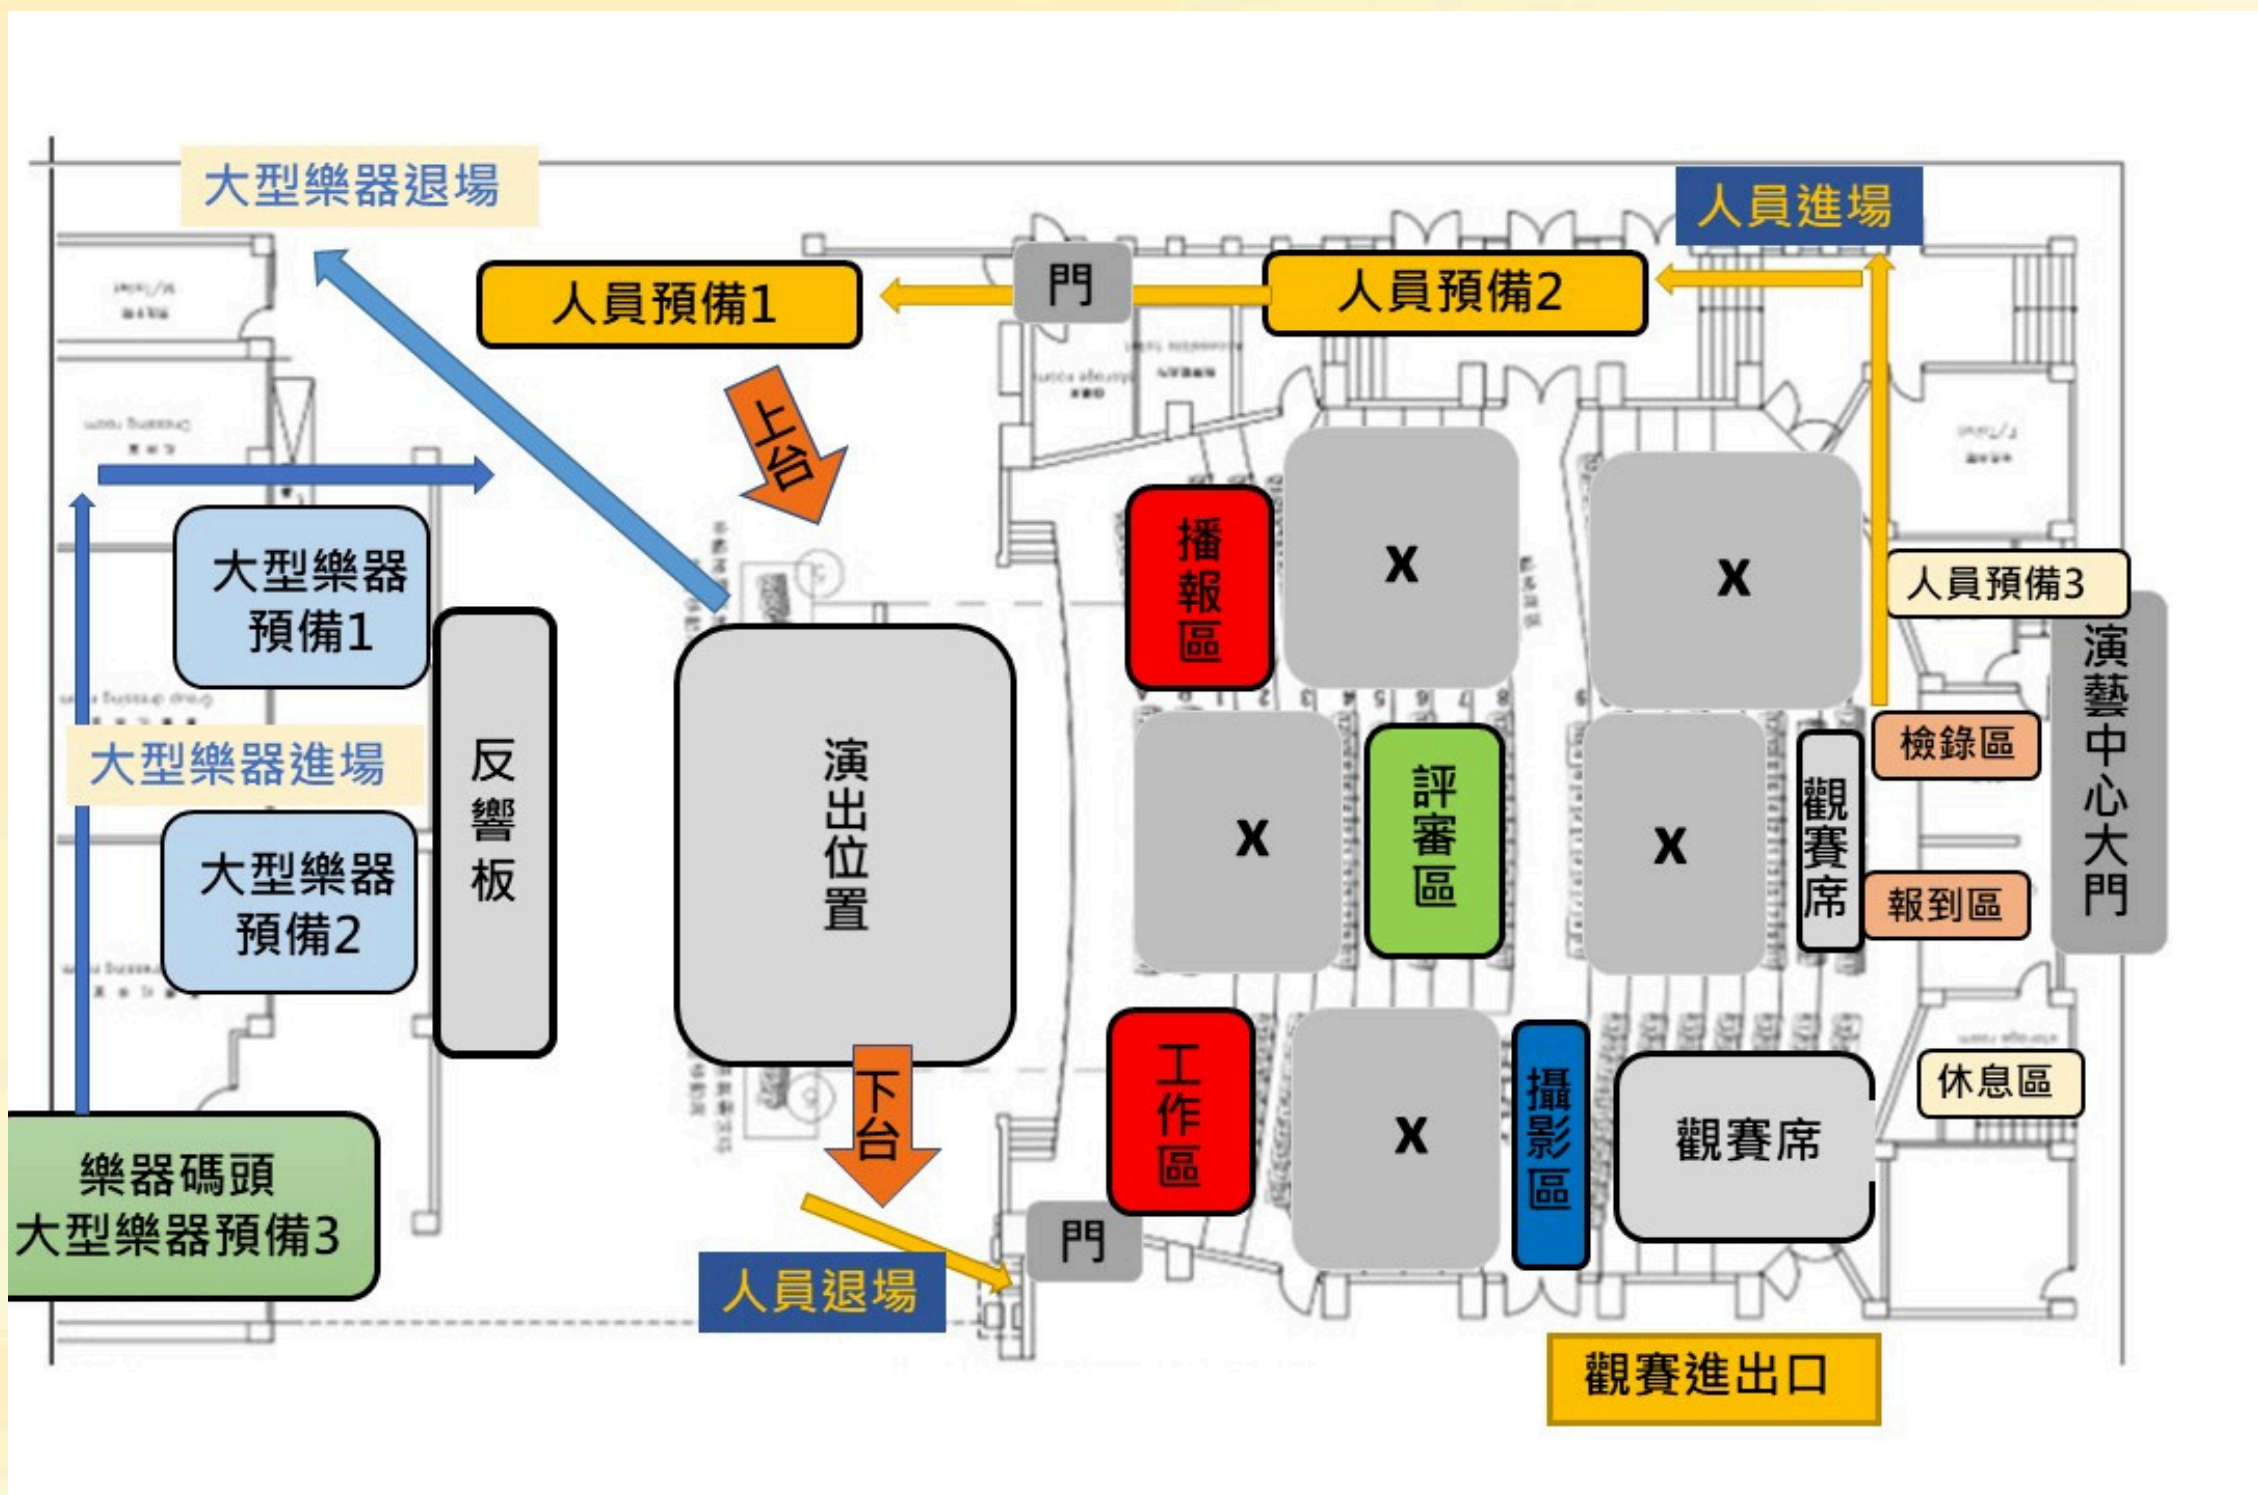 大型樂器退場
人員進場
人員預備1
門
人員預備2
上台
播報區
X
X
大型樂器
預備1
人員預備3
演藝中心大門
大型樂器進場
反響板
演出位置
X
評審區
X
觀賽席
檢錄區
大型樂器
預備2
報到區
工作區
X
攝影區
觀賽席
休息區
下台
樂器碼頭
大型樂器預備3
門
人員退場
觀賽進出口